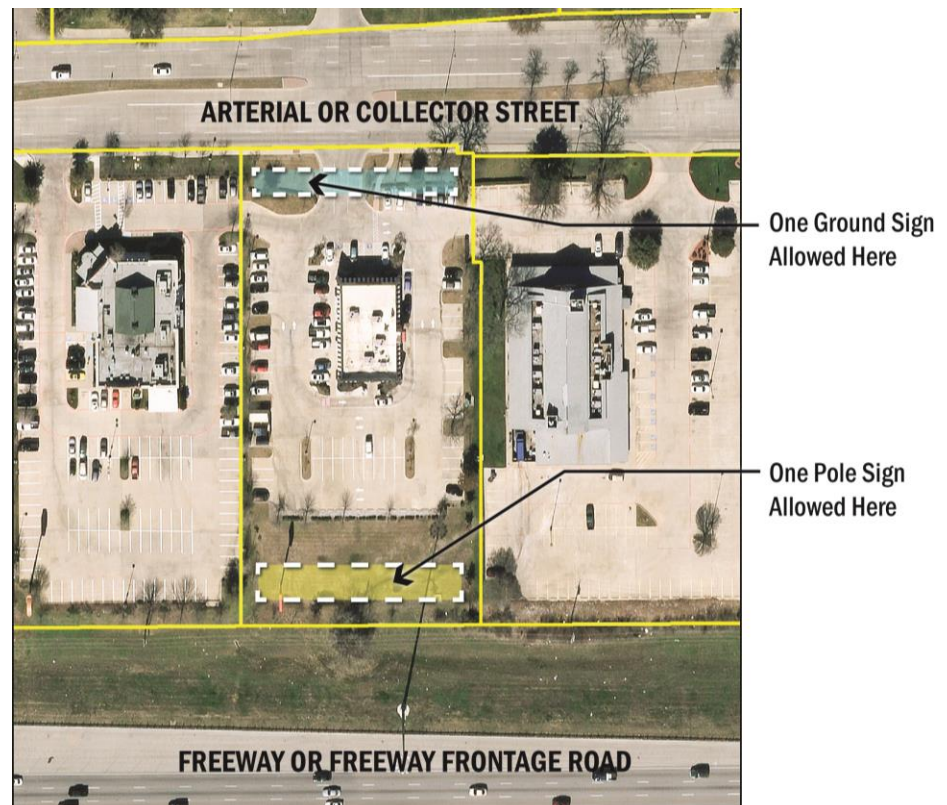 ARTERIAL OR COLLECTOR STREET
One Ground Sign
Allowed Here
One Pole Sign
Allowed Here
FREEWAY OR FREEWAY FRONTAGE ROAD